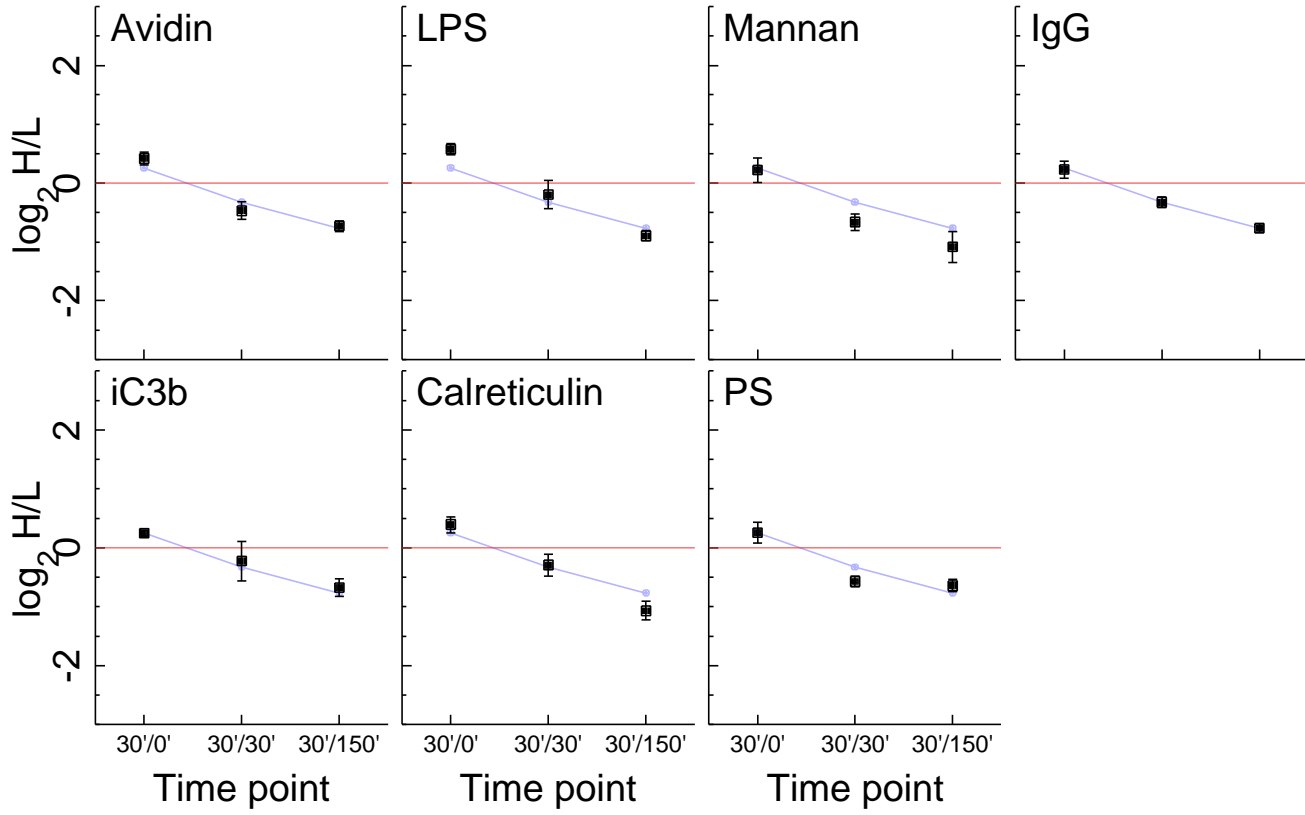 Avidin LPS Mannan IgG
2
0
-2
log2 H/L
iC3b Calreticulin PS
2
0
-2
log2 H/L
30'/0' 30'/30' 30'/150' 30'/0' 30'/30' 30'/150' 30'/0' 30'/30' 30'/150'
Time point Time point Time point